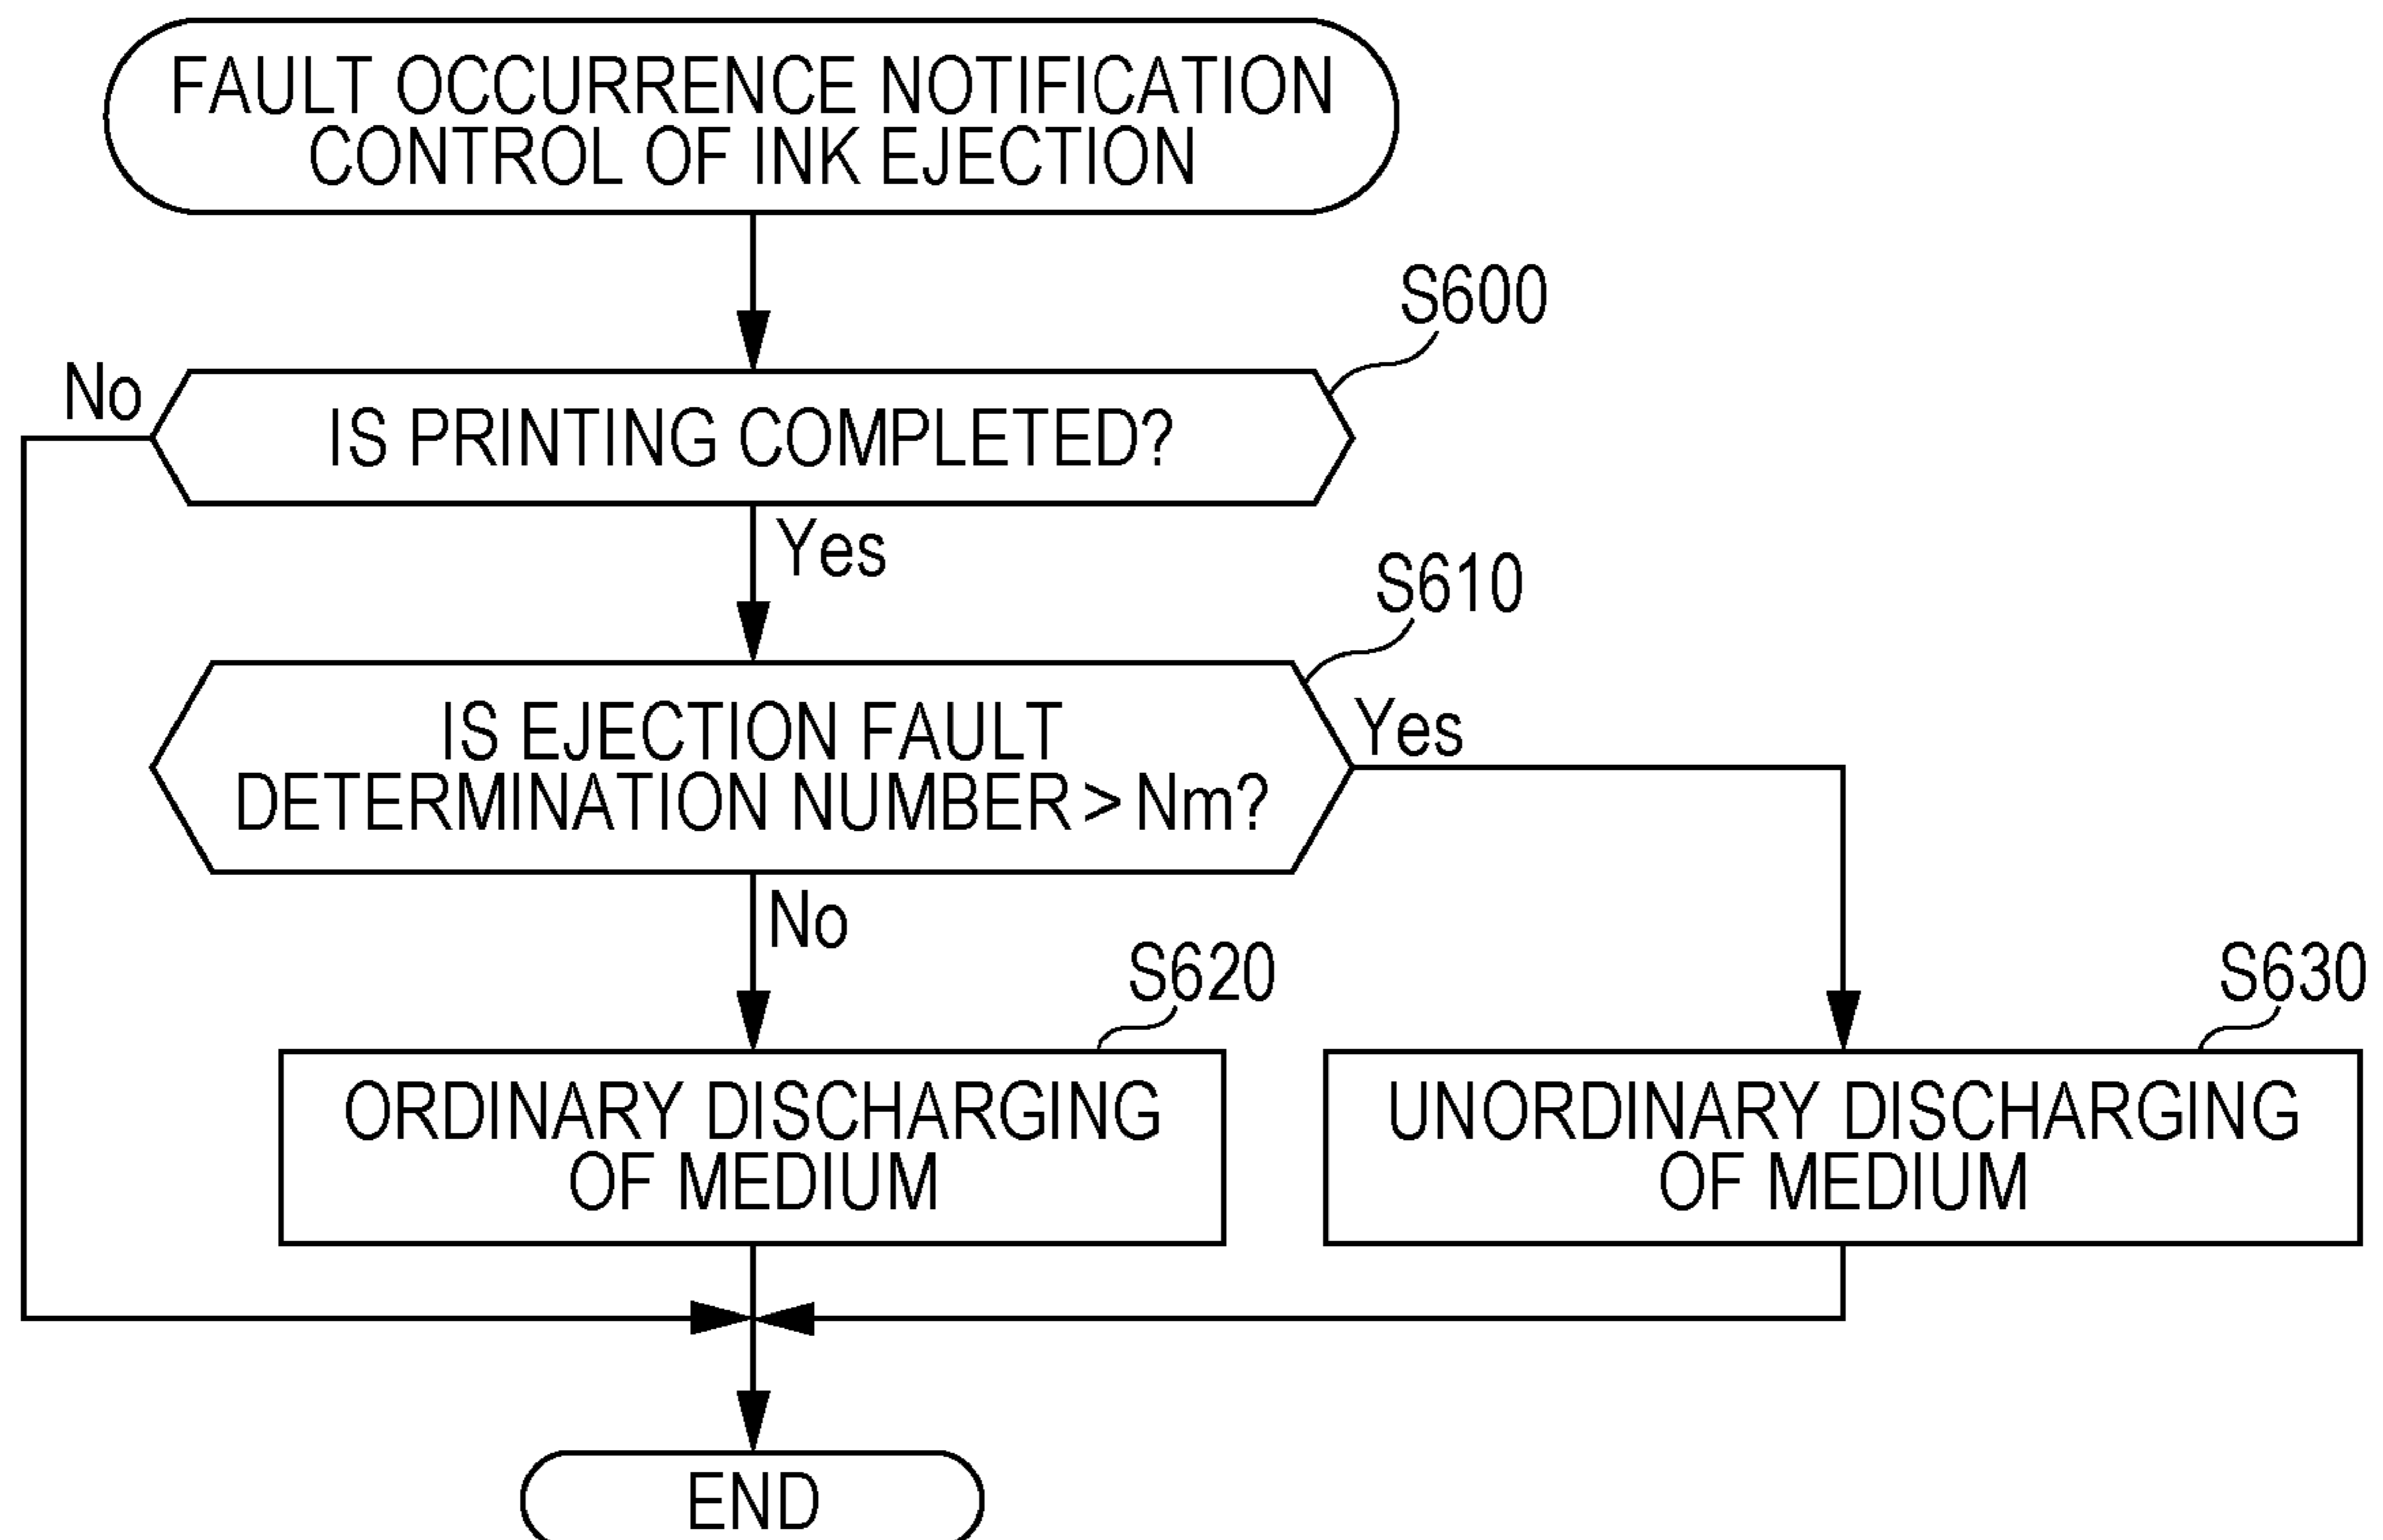 FAULT OCCURRENCE NOTIFICATION
CONTROL OF INK EJECTION
S600
No
IS PRINTING COMPLETED?
Yes
S610
IS EJECTION FAULT
DETERMINATION NUMBER > Nm?
Yes
No
S620
S630
ORDINARY DISCHARGING
OF MEDIUM
UNORDINARY DISCHARGING
OF MEDIUM
END